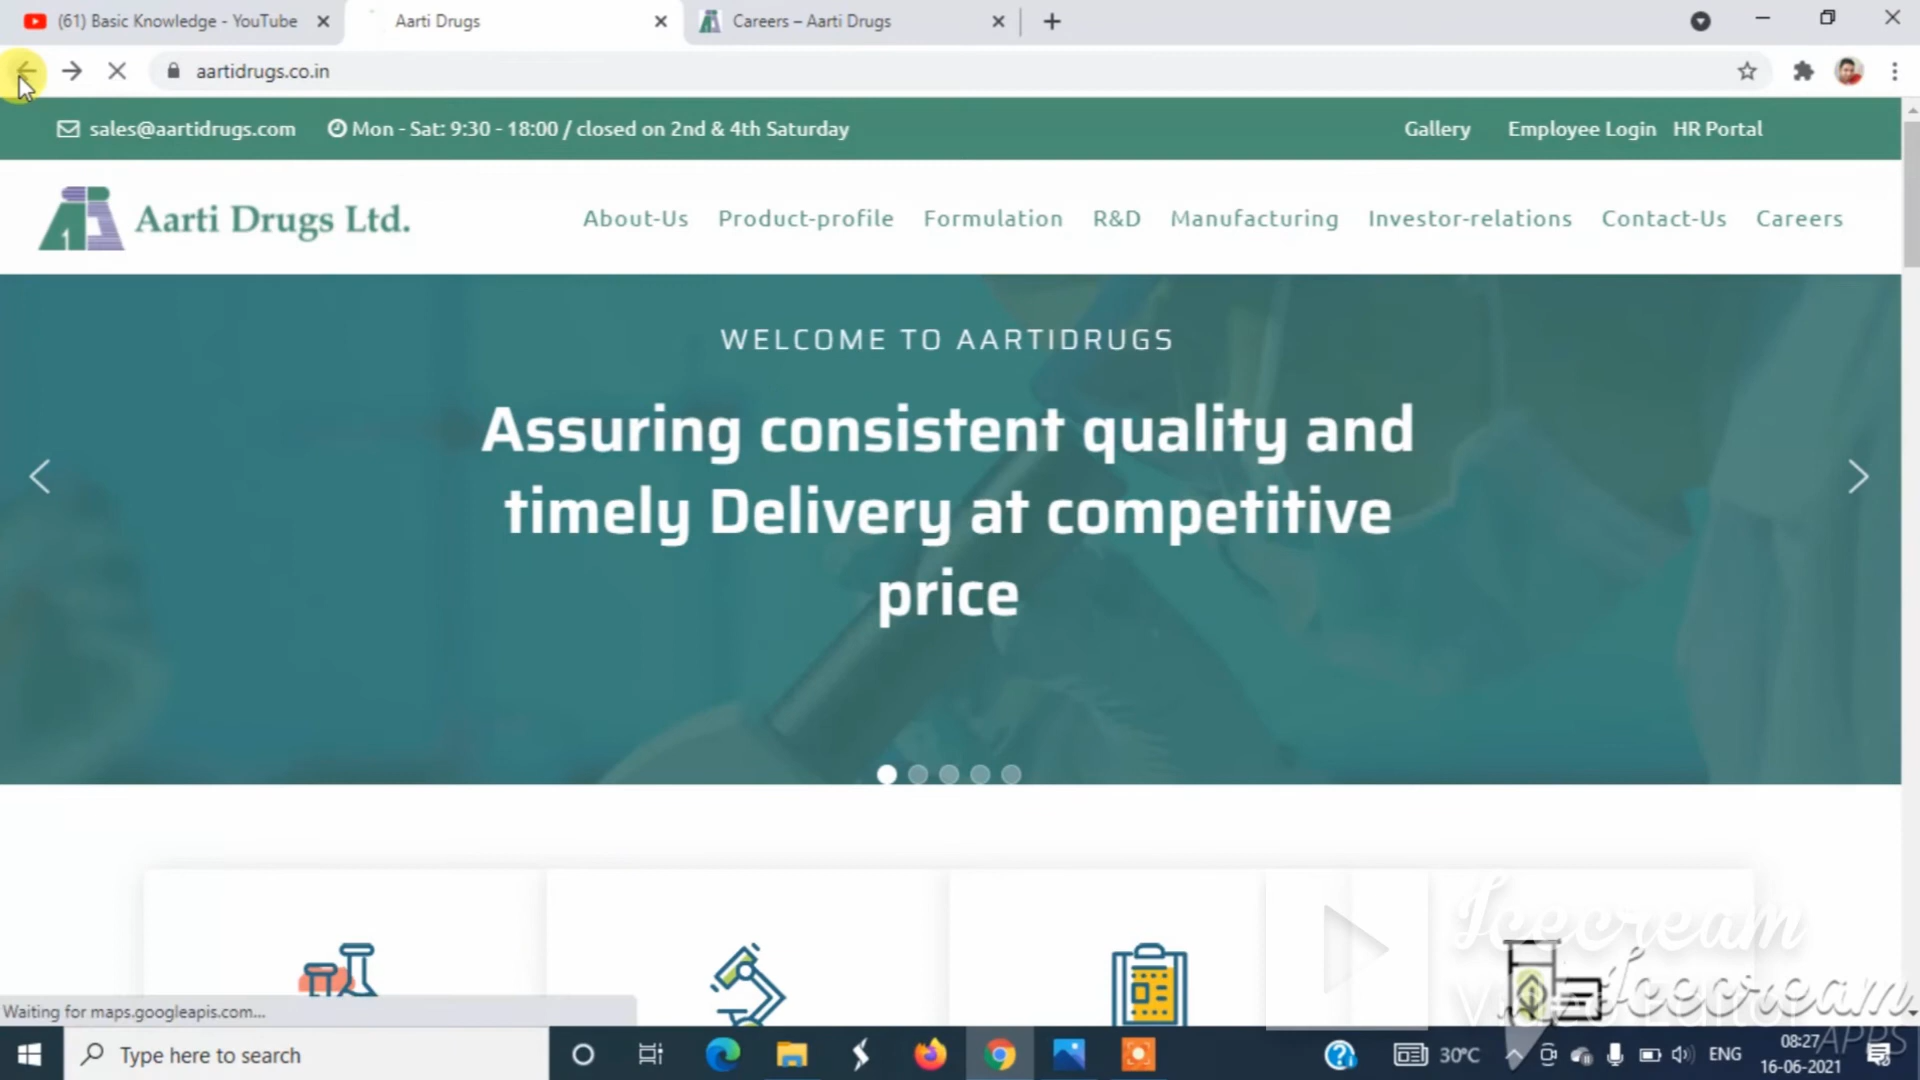 (61) Basic Knowledge - YouTube
Aarti Drugs
Careers – Aarti Drugs
aartidrugs.co.in
sales@aartidrugs.com
Mon - Sat: 9:30 - 18:00 / closed on 2nd & 4th Saturday
Gallery
Employee Login
HR Portal
Aarti Drugs Ltd.
About-Us
Product-profile
Formulation
R&D
Manufacturing
Investor-relations
Contact-Us
Careers
WELCOME TO AARTIDRUGS
Assuring consistent quality and
timely Delivery at competitive
price
Icecream
Icecream
APPS
Waiting for maps.googleapis.com...
Type here to search
30°C
ENG
08:27
16-06-2021